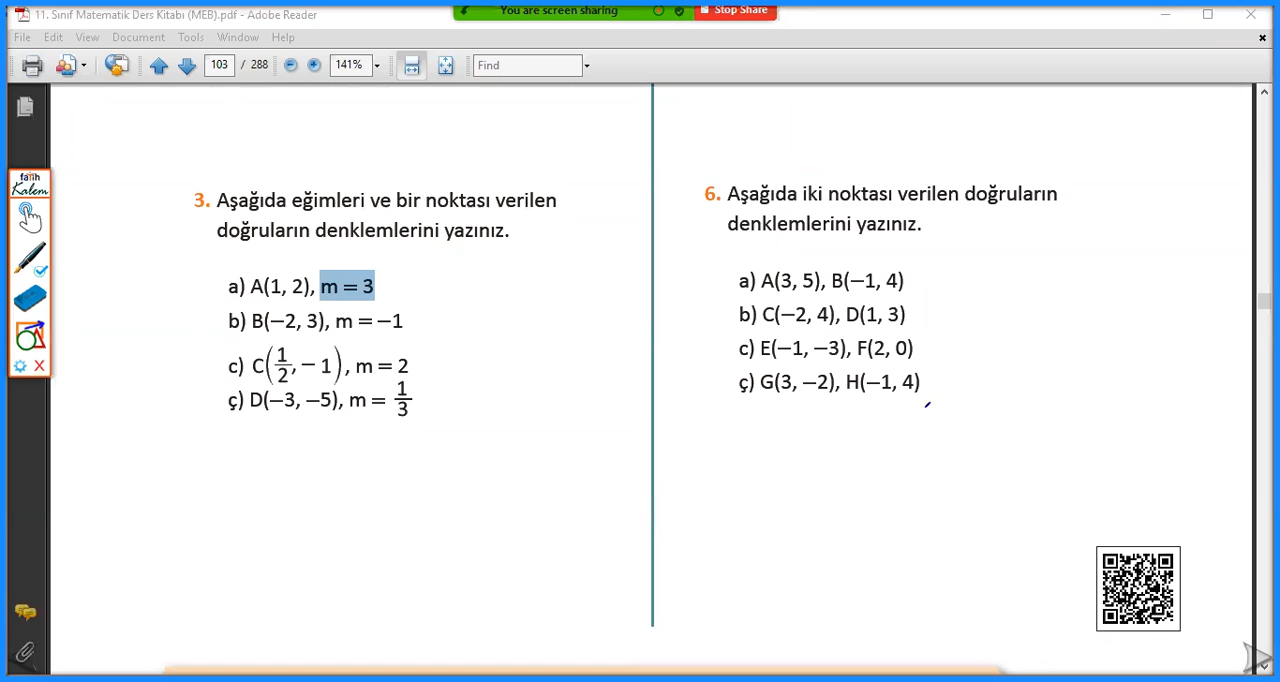 11. Sınıf Matematik Ders Kitabı (MEB).pdf - Adobe Reader
You are screen sharing
Stop Share
File Edit View Document Tools Window Help
103 / 288
141%
Find
fatih
Kalem
3. Aşağıda eğimleri ve bir noktası verilen
doğruların denklemlerini yazınız.
a) A(1, 2), m = 3
b) B(−2, 3), m = −1
c) C(1/2, − 1), m = 2
ç) D(−3, −5), m = 1/3
6. Aşağıda iki noktası verilen doğruların
denklemlerini yazınız.
a) A(3, 5), B(−1, 4)
b) C(−2, 4), D(1, 3)
c) E(−1, −3), F(2, 0)
ç) G(3, −2), H(−1, 4)